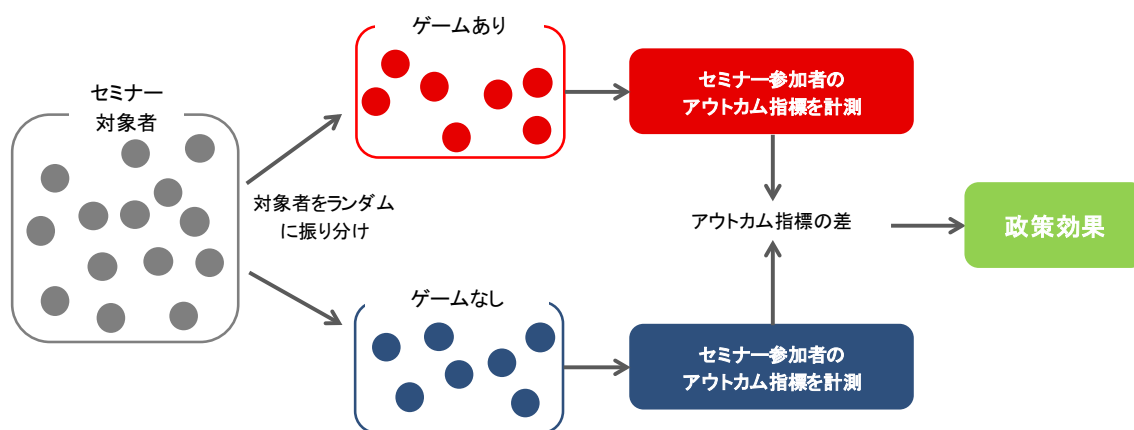 セミナー
対象者
対象者をランダム
に振り分け
ゲームあり
セミナー参加者の
アウトカム指標を計測
アウトカム指標の差
政策効果
ゲームなし
セミナー参加者の
アウトカム指標を計測